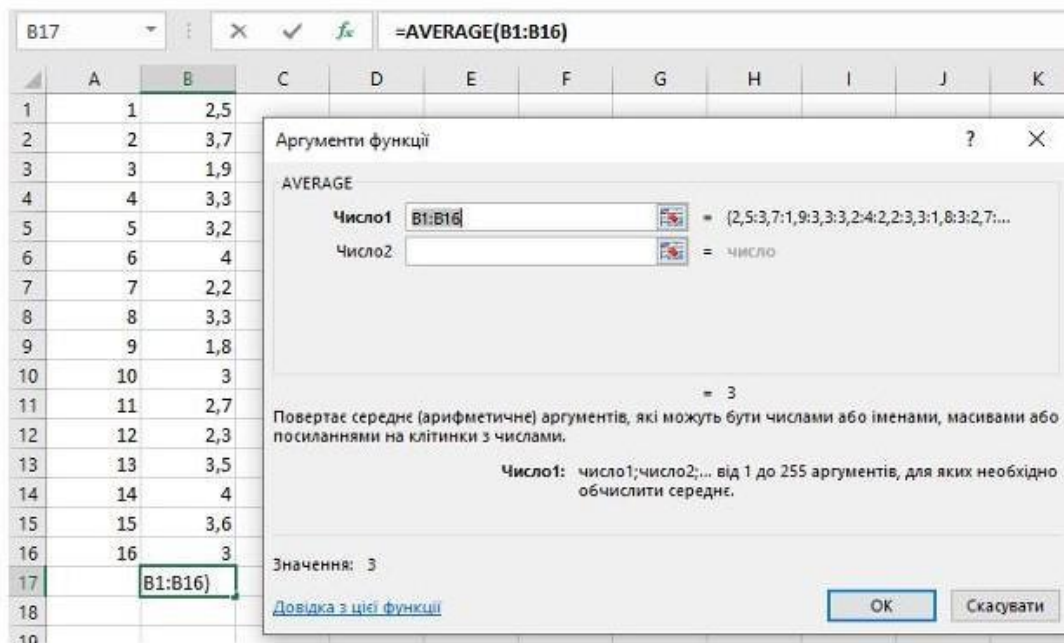 B17 =AVERAGE(B1:B16)
A B C D E F G H I J K
1 1 2,5
2 2 3,7
3 3 1,9
4 4 3,3
5 5 3,2
6 6 4
7 7 2,2
8 8 3,3
9 9 1,8
10 10 3
11 11 2,7
12 12 2,3
13 13 3,5
14 14 4
15 15 3,6
16 16 3
17 B1:B16)
18
19
Аргументи функції ? ×
AVERAGE
Число1 B1:B16 = {2,5:3,7:1,9:3,3:3,2:4:2,2:3,3:1,8:3:2,7:...
Число2 = число
= 3
Повертає середнє (арифметичне) аргументів, які можуть бути числами або іменами, масивами або
посиланнями на клітинки з числами.
Число1: число1;число2;... від 1 до 255 аргументів, для яких необхідно
обчислити середнє.
Значення: 3
Довідка з цієї функції
OK Скасувати